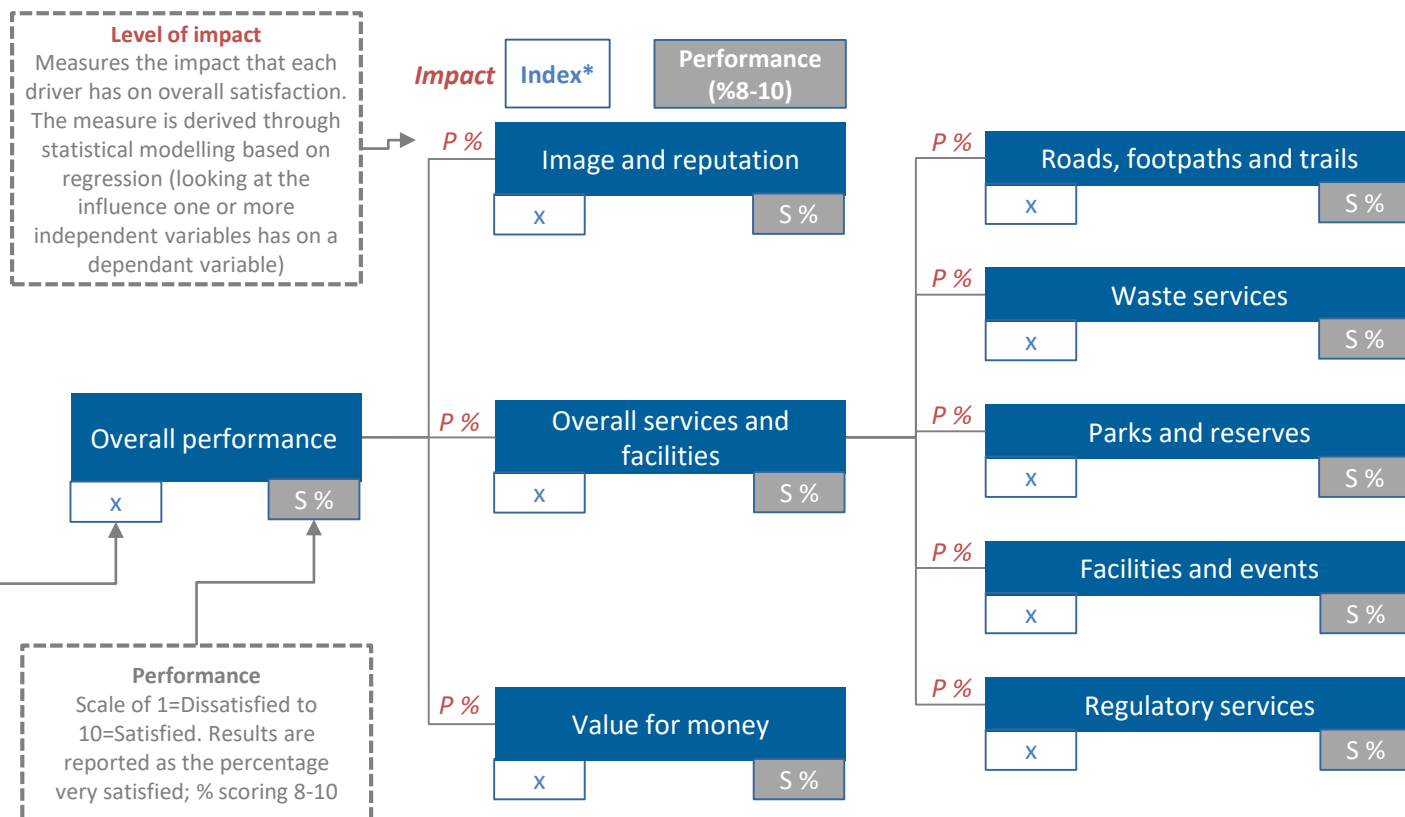 Level of impact
Measures the impact that each
driver has on overall satisfaction.
The measure is derived through
statistical modelling based on
regression (looking at the
influence one or more
independent variables has on a
dependant variable)
Impact
Index*
Performance
(%8-10)
P %
Image and reputation
x
S %
P %
Roads, footpaths and trails
x
S %
P %
Waste services
x
S %
Overall performance
x
S %
P %
Overall services and
facilities
x
S %
P %
Parks and reserves
x
S %
P %
Facilities and events
x
S %
Performance
Scale of 1=Dissatisfied to
10=Satisfied. Results are
reported as the percentage
very satisfied; % scoring 8-10
P %
Value for money
x
S %
P %
Regulatory services
x
S %